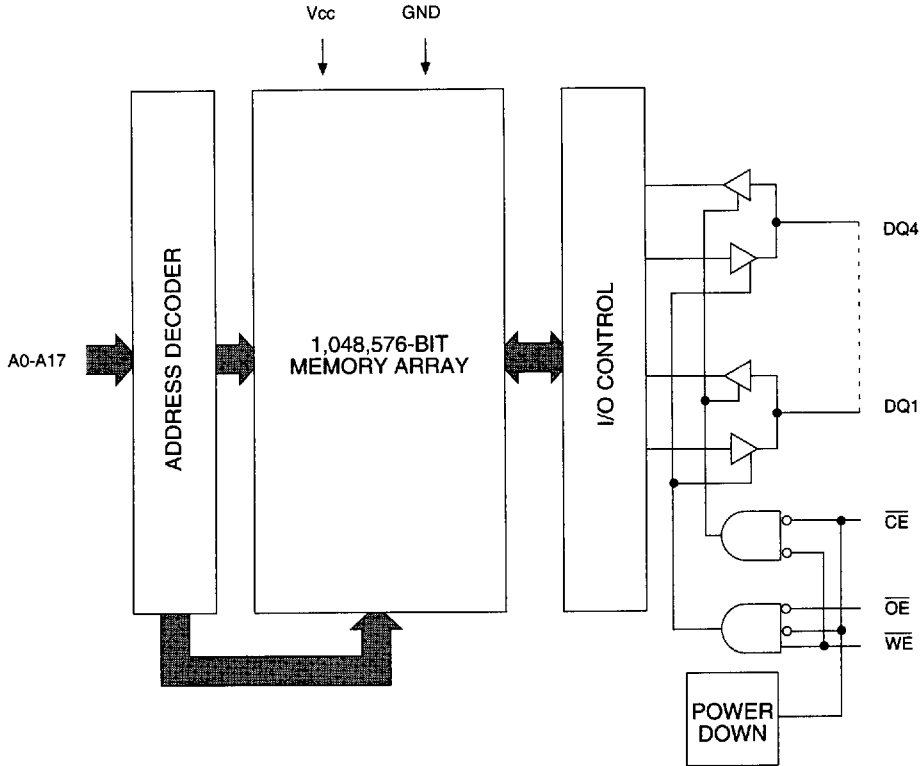 Vcc
GND
A0-A17
ADDRESS DECODER
1,048,576-BIT
MEMORY ARRAY
I/O CONTROL
DQ4
DQ1
CE
OE
WE
POWER
DOWN